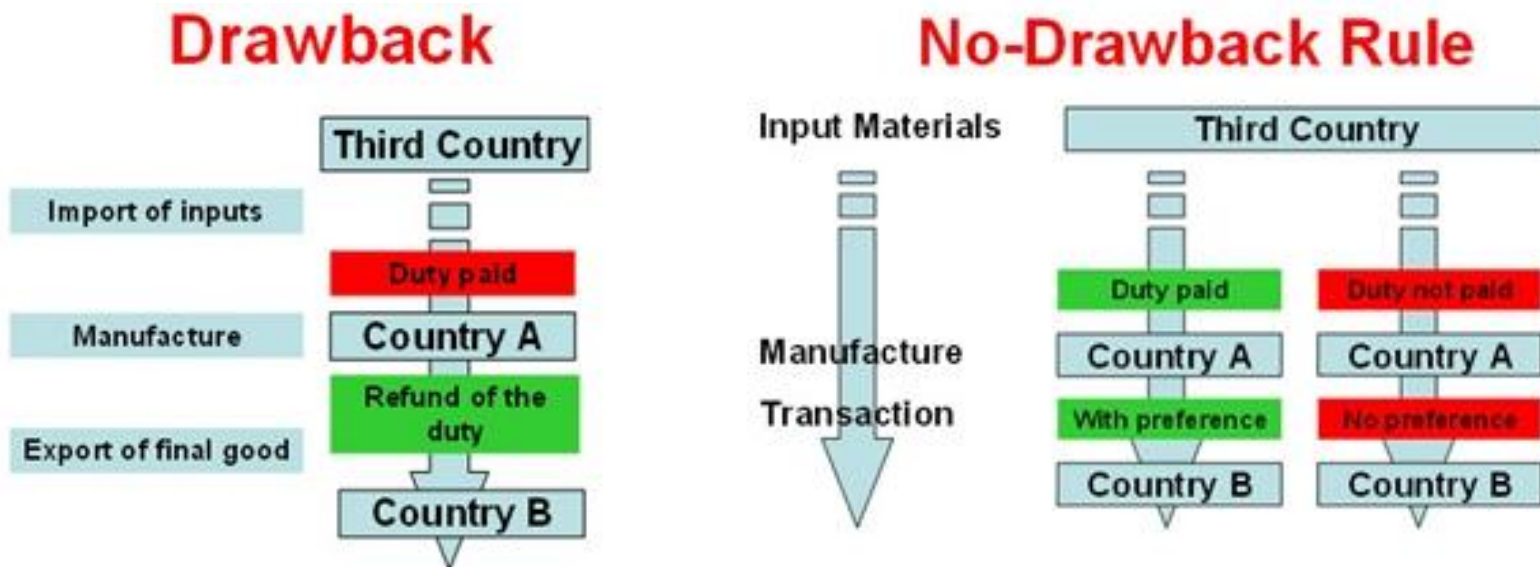 Drawback
Third Country
Import of inputs
Duty paid
Manufacture
Country A
Refund of the
duty
Export of final good
Country B
No-Drawback Rule
Input Materials
Third Country
Duty paid
Duty not paid
Manufacture
Country A
Country A
Transaction
With preference
No preference
Country B
Country B